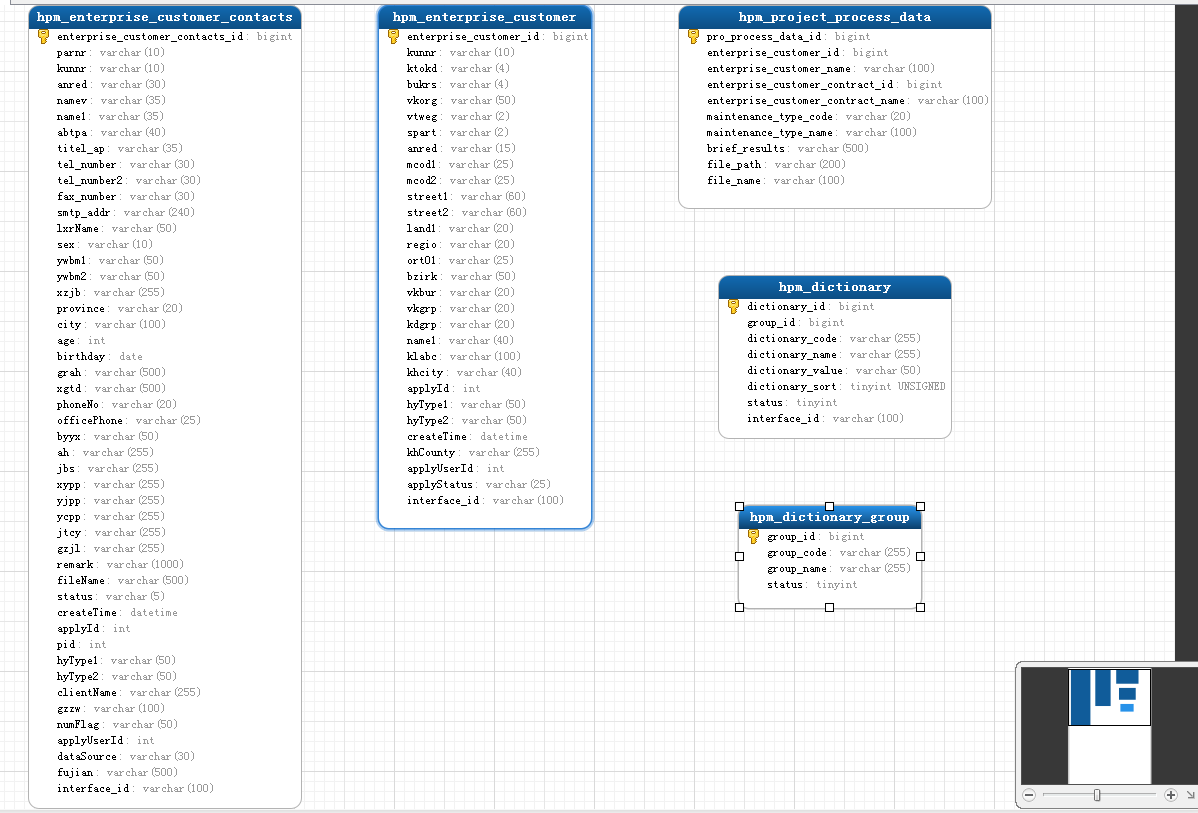 hpm_enterprise_customer_contacts
enterprise_customer_contacts_id: bigint
parnr: varchar(10)
kunnr: varchar(10)
anred: varchar(30)
namev: varchar(35)
name1: varchar(35)
abtpa: varchar(40)
titel_ap: varchar(35)
tel_number: varchar(30)
tel_number2: varchar(30)
fax_number: varchar(30)
smtp_addr: varchar(240)
lxrName: varchar(50)
sex: varchar(10)
ywbm1: varchar(50)
ywbm2: varchar(50)
xzjb: varchar(255)
province: varchar(20)
city: varchar(100)
age: int
birthday: date
grah: varchar(500)
xgtd: varchar(500)
phoneNo: varchar(20)
officePhone: varchar(25)
byyx: varchar(50)
ah: varchar(255)
jbs: varchar(255)
xypp: varchar(255)
yjpp: varchar(255)
ycpp: varchar(255)
jtcy: varchar(255)
gzjl: varchar(255)
remark: varchar(1000)
fileName: varchar(500)
status: varchar(5)
createTime: datetime
applyId: int
pid: int
hyType1: varchar(50)
hyType2: varchar(50)
clientName: varchar(255)
gzzw: varchar(100)
numFlag: varchar(50)
applyUserId: int
dataSource: varchar(30)
fujian: varchar(500)
interface_id: varchar(100)
hpm_enterprise_customer
enterprise_customer_id: bigint
kunnr: varchar(10)
ktokd: varchar(4)
bukrs: varchar(4)
vkorg: varchar(50)
vtweg: varchar(2)
spart: varchar(2)
anred: varchar(15)
mcod1: varchar(25)
mcod2: varchar(25)
street1: varchar(60)
street2: varchar(60)
land1: varchar(20)
regio: varchar(20)
ort01: varchar(25)
bzirk: varchar(50)
vkbur: varchar(20)
vkgrp: varchar(20)
kdgrp: varchar(20)
name1: varchar(40)
klabc: varchar(100)
khcity: varchar(40)
applyId: int
hyType1: varchar(50)
hyType2: varchar(50)
createTime: datetime
khCounty: varchar(255)
applyUserId: int
applyStatus: varchar(25)
interface_id: varchar(100)
hpm_project_process_data
pro_process_data_id: bigint
enterprise_customer_id: bigint
enterprise_customer_name: varchar(100)
enterprise_customer_contract_id: bigint
enterprise_customer_contract_name: varchar(100)
maintenance_type_code: varchar(20)
maintenance_type_name: varchar(100)
brief_results: varchar(500)
file_path: varchar(200)
file_name: varchar(100)
hpm_dictionary
dictionary_id: bigint
group_id: bigint
dictionary_code: varchar(255)
dictionary_name: varchar(255)
dictionary_value: varchar(50)
dictionary_sort: tinyint UNSIGNED
status: tinyint
interface_id: varchar(100)
hpm_dictionary_group
group_id: bigint
group_code: varchar(255)
group_name: varchar(255)
status: tinyint